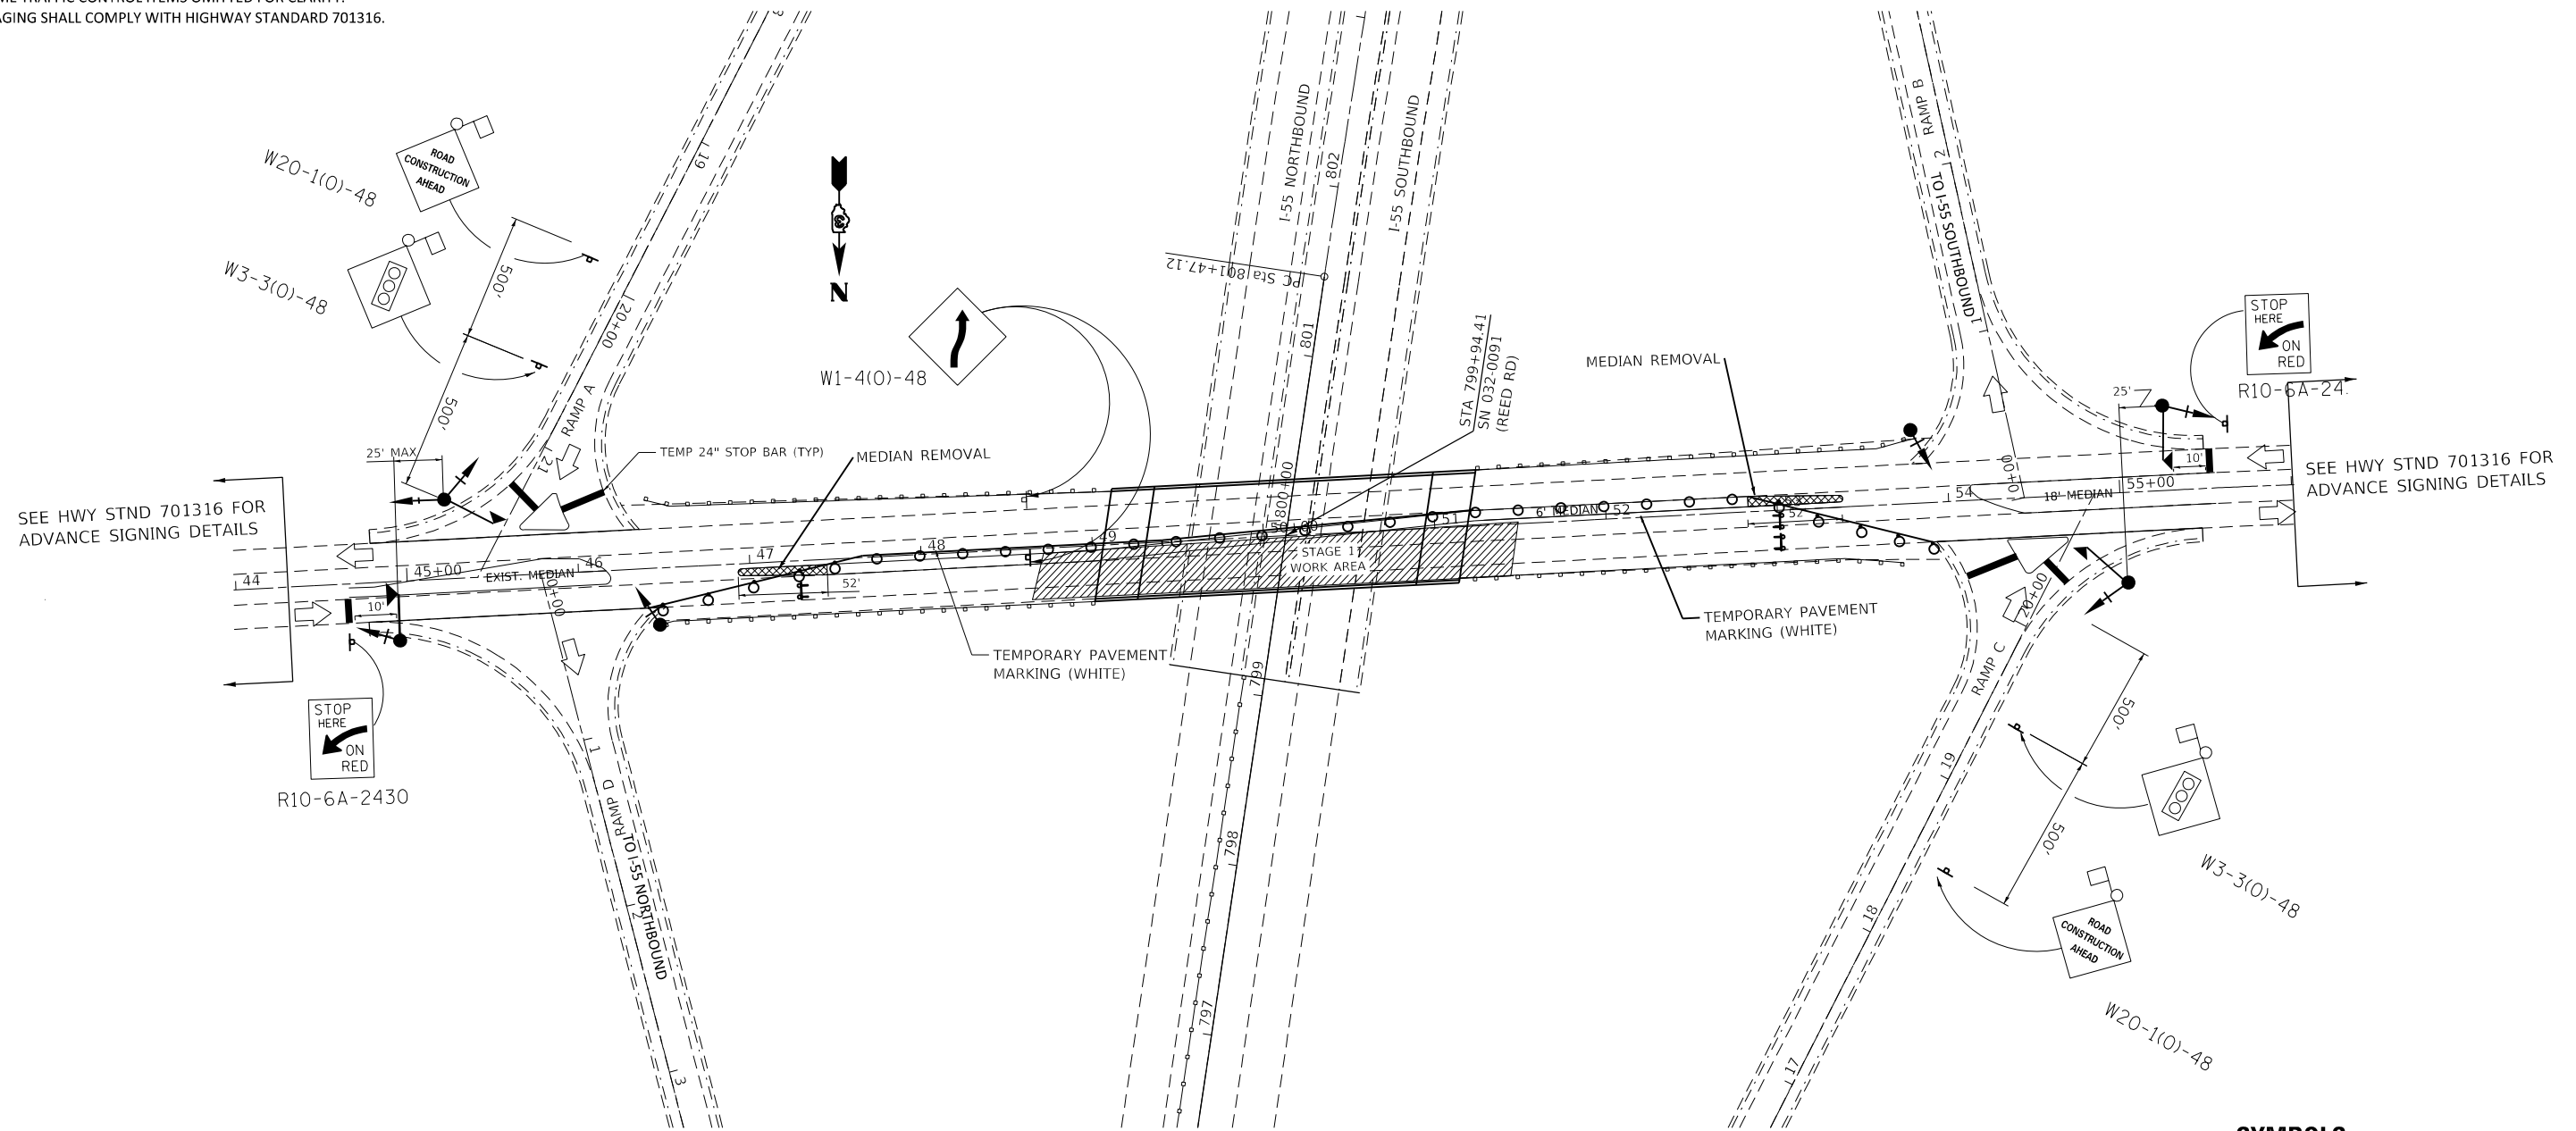 AGING SHALL COMPLY WITH HIGHWAY STANDARD 701316.
W20-1(O)-48
ROAD
CONSTRUCTION
AHEAD
W3-3(O)-48
500'
500'
19
20+00
RAMP A
21
25' MAX
TEMP 24" STOP BAR (TYP)
N
W1-4(O)-48
MEDIAN REMOVAL
SEE HWY STND 701316 FOR
ADVANCE SIGNING DETAILS
44
45+00
EXIST. MEDIAN
46
47
48
49
50+00
51
52
54
55+00
10'
52'
STOP
HERE
ON
RED
R10-6A-2430
0+00
1
RAMP D
TO I-55 NORTHBOUND
2
3
TEMPORARY PAVEMENT
MARKING (WHITE)
I-55 NORTHBOUND
I-55 SOUTHBOUND
802
PC Sta 801+47.12
801
800+00
799
798
797
STA 799+94.41
SN 032-0091
(REED RD)
STAGE 1
WORK AREA
6' MEDIAN
MEDIAN REMOVAL
52'
TEMPORARY PAVEMENT
MARKING (WHITE)
RAMP B
2
TO I-55 SOUTHBOUND
1
0+00
18' MEDIAN
25'
10'
STOP
HERE
ON
RED
R10-6A-24
SEE HWY STND 701316 FOR
ADVANCE SIGNING DETAILS
20+00
RAMP C
19
18
17
500'
500'
W3-3(O)-48
ROAD
CONSTRUCTION
AHEAD
W20-1(O)-48